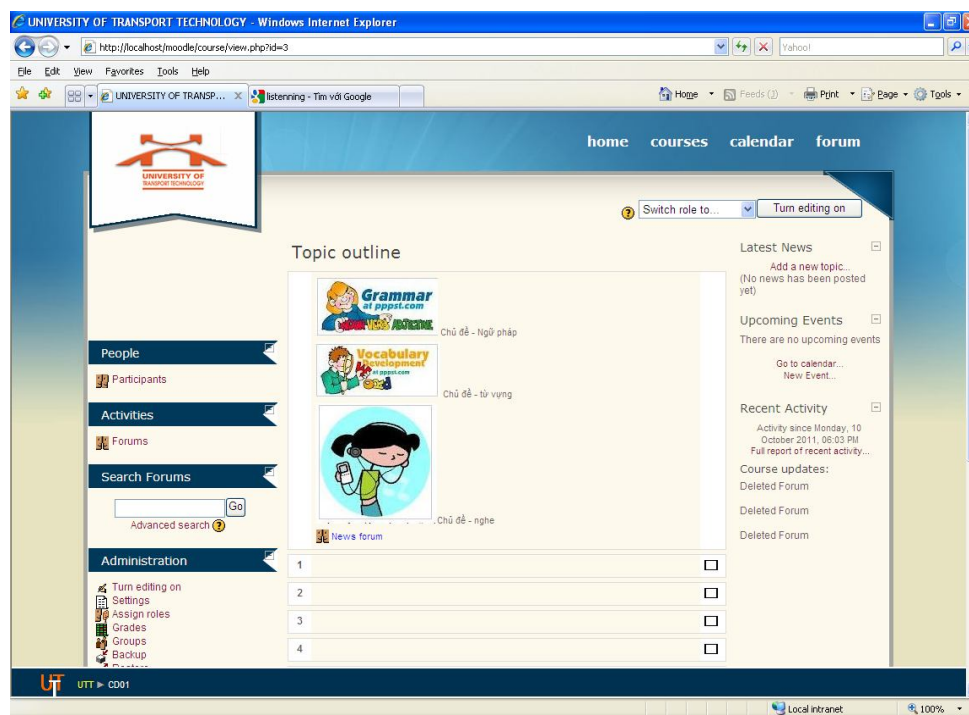 UNIVERSITY OF TRANSPORT TECHNOLOGY - Windows Internet Explorer
http://localhost/moodle/course/view.php?id=3
Yahoo!
File Edit View Favorites Tools Help
UNIVERSITY OF TRANSP... listenning - Tìm với Google
Home Feeds (J) Print Page Tools
UNIVERSITY OF
TRANSPORT TECHNOLOGY
home courses calendar forum
Switch role to... Turn editing on
Topic outline
Grammar
at pppst.com
Chủ đề - Ngữ pháp
Vocabulary
Development
at pppst.com
Word
Chủ đề - từ vựng
Chủ đề - nghe
News forum
1
2
3
4
People
Participants
Activities
Forums
Search Forums
Go
Advanced search
Administration
Turn editing on
Settings
Assign roles
Grades
Groups
Backup
Latest News
Add a new topic...
(No news has been posted
yet)
Upcoming Events
There are no upcoming events
Go to calendar...
New Event...
Recent Activity
Activity since Monday, 10
October 2011, 06:03 PM
Full report of recent activity...
Course updates:
Deleted Forum
Deleted Forum
Deleted Forum
UTT
UTT ► CD01
Local intranet 100%